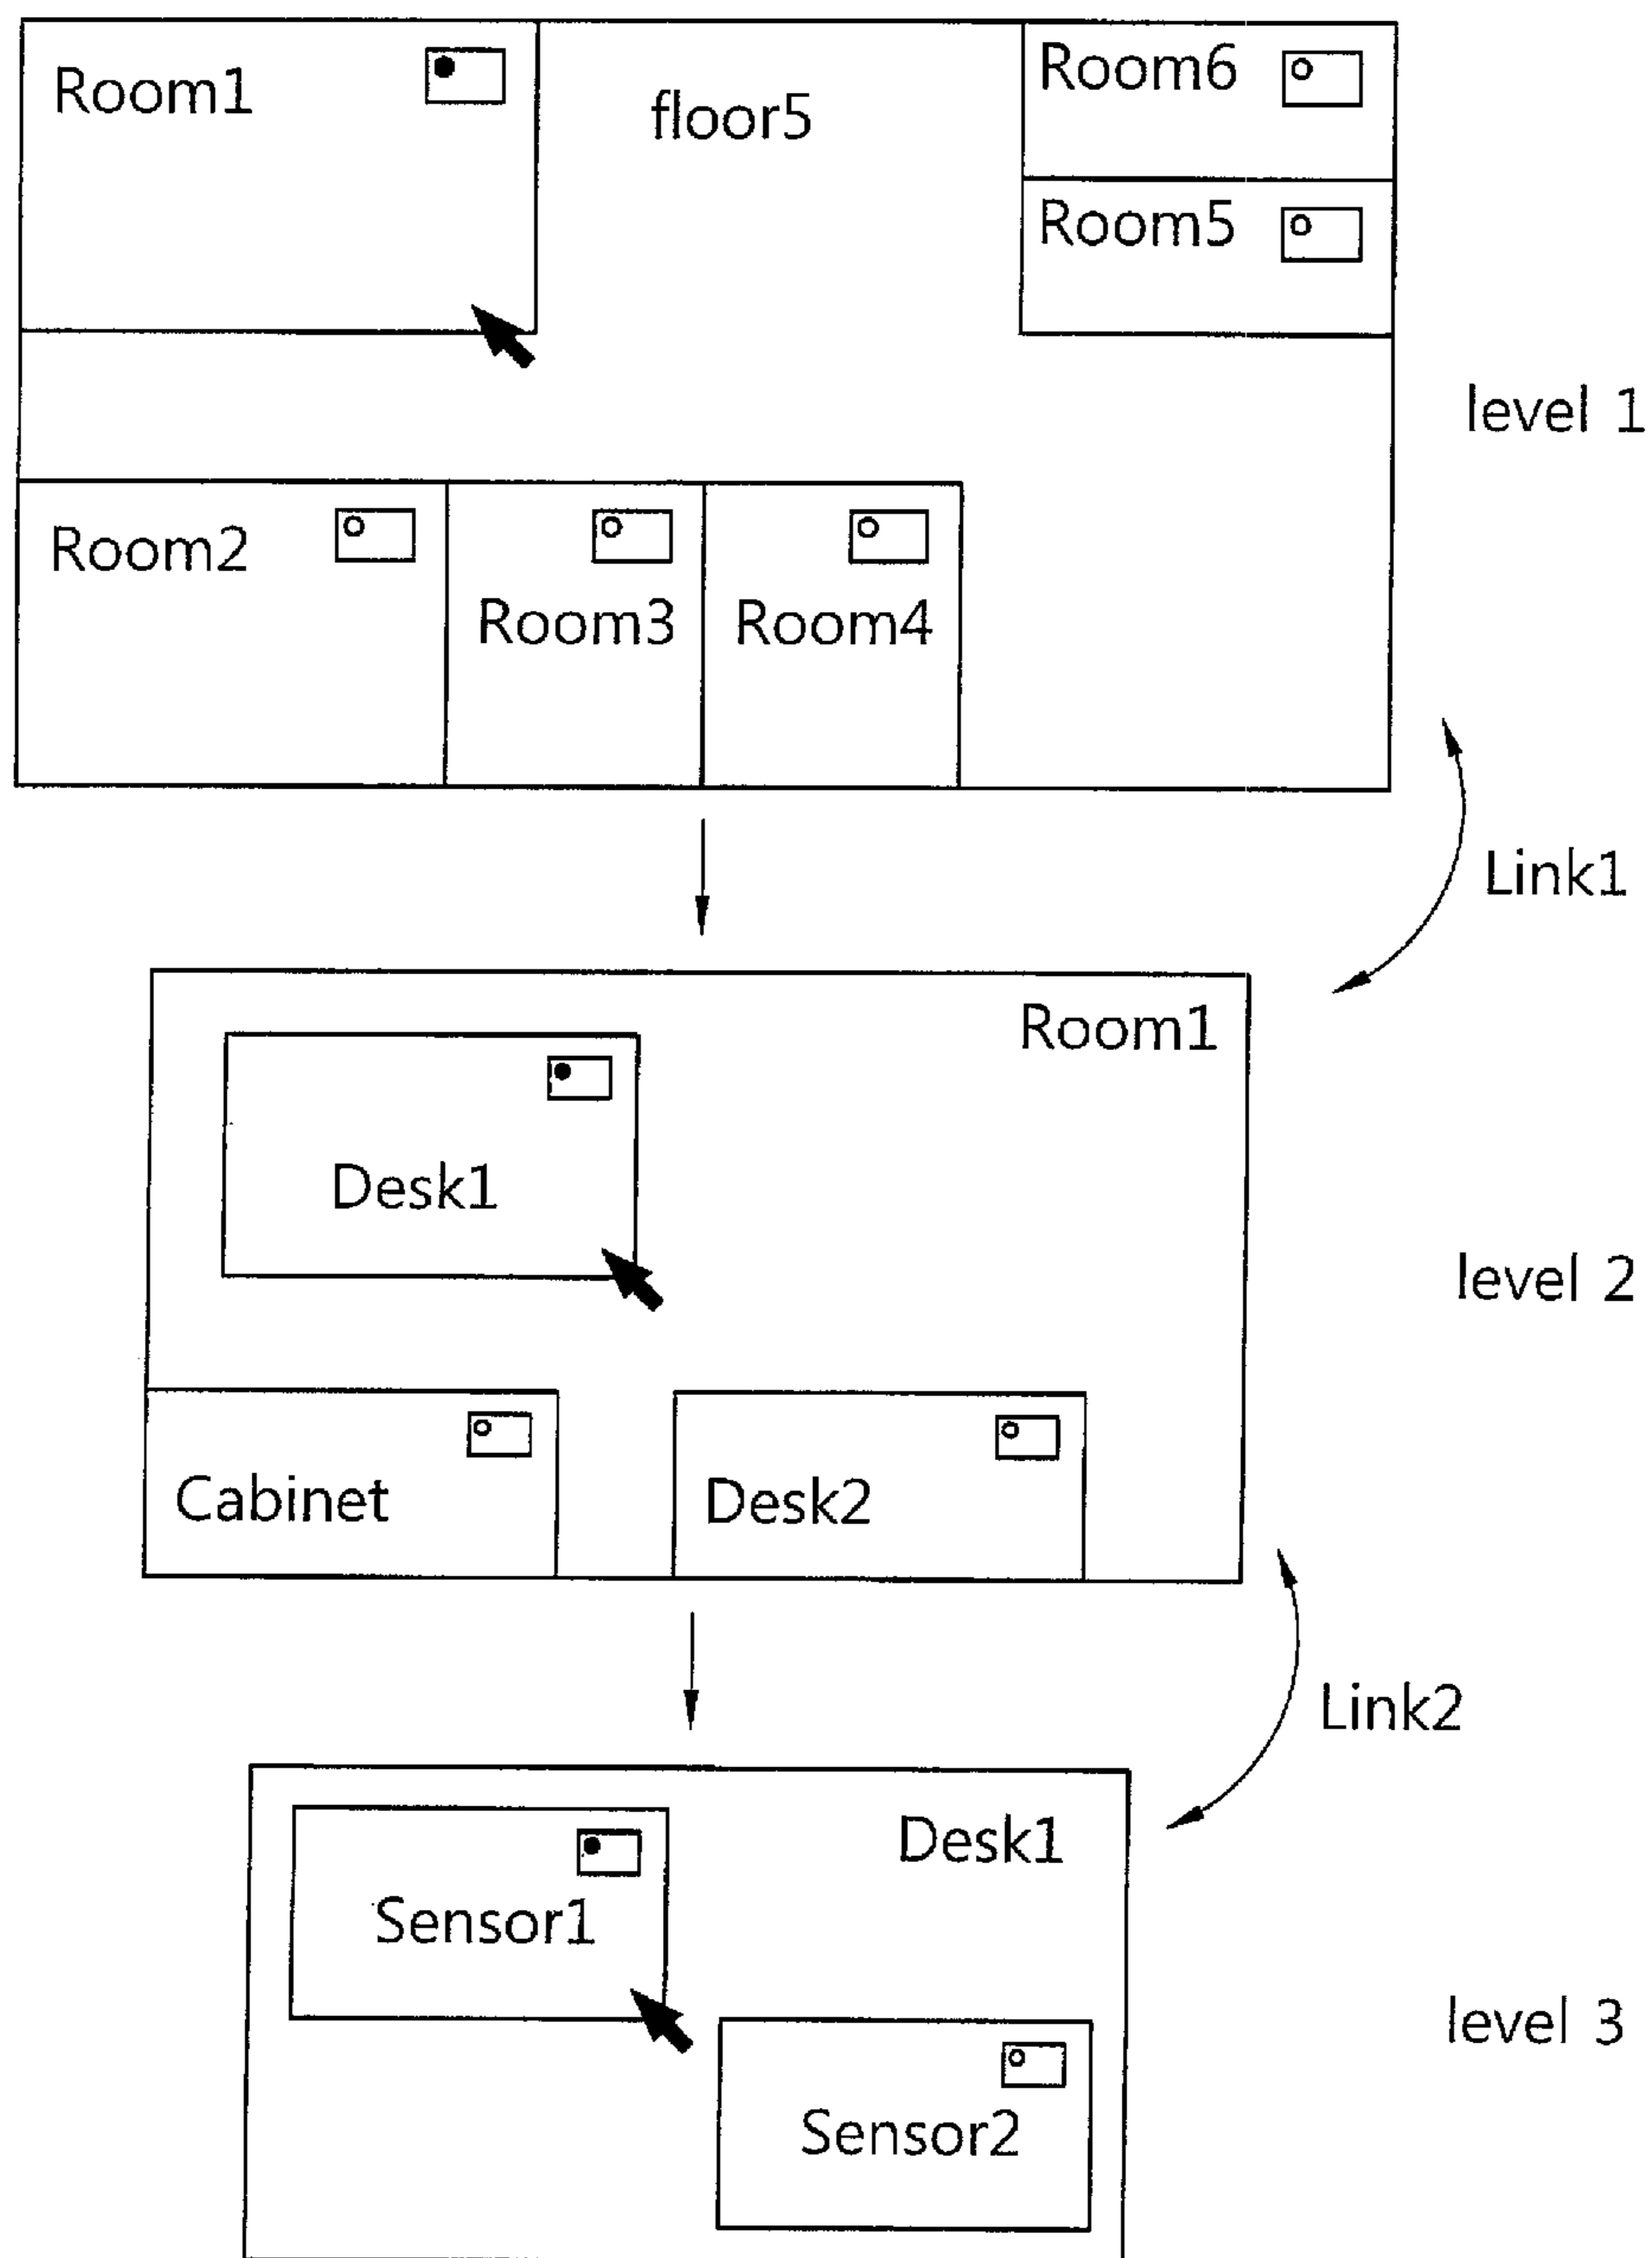 Room1
floor5
Room6
Room5
level 1
Room2
Room3
Room4
Link1
Room1
Desk1
level 2
Cabinet
Desk2
Link2
Desk1
Sensor1
level 3
Sensor2